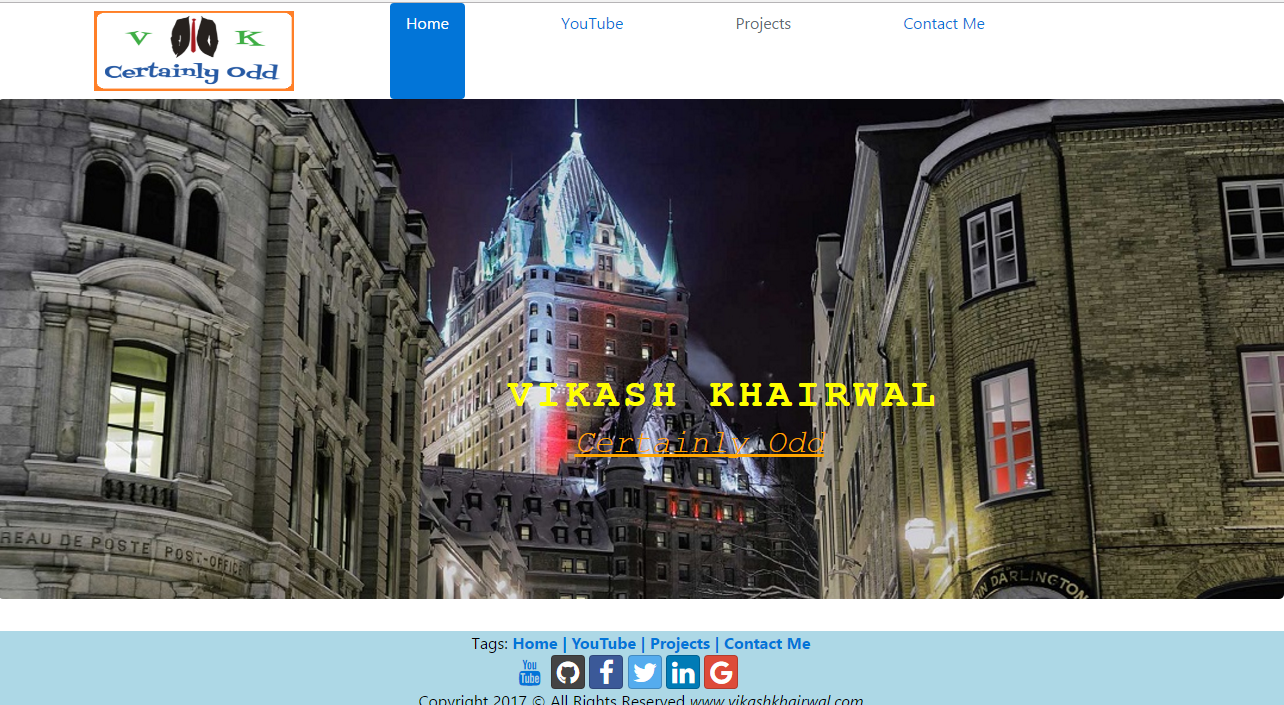 V K
Certainly Odd
Home YouTube Projects Contact Me
VIKASH KHAIRWAL
Certainly Odd
REAU DE POSTE POST-OFFICE
DARLINGTON
Tags: Home | YouTube | Projects | Contact Me
You Tube f in G
Copyright 2017 © All Rights Reserved www.vikashkhairwal.com